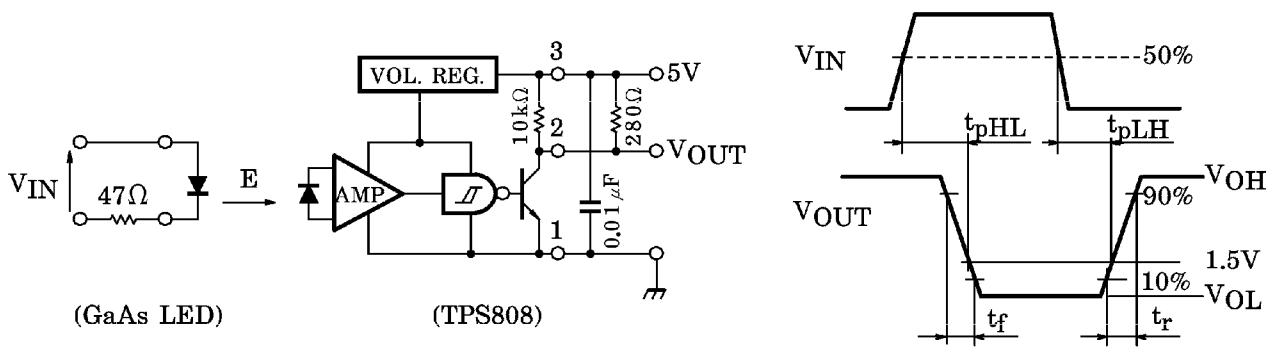 3
VOL. REG.
5V
10kΩ
280Ω
2
VOUT
VIN
47Ω
E
AMP
0.01μF
1
(GaAs LED)
(TPS808)
VIN
50%
tpHL
tpLH
VOH
90%
VOUT
1.5V
10%
VOL
tf
tr